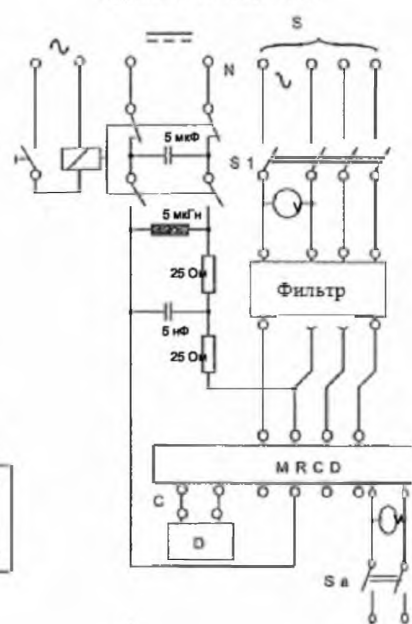 S
N
5 мкФ
S 1
V
5 мкГн
25 Ом
Фильтр
5 нФ
25 Ом
M R C D
C
D
V
S a